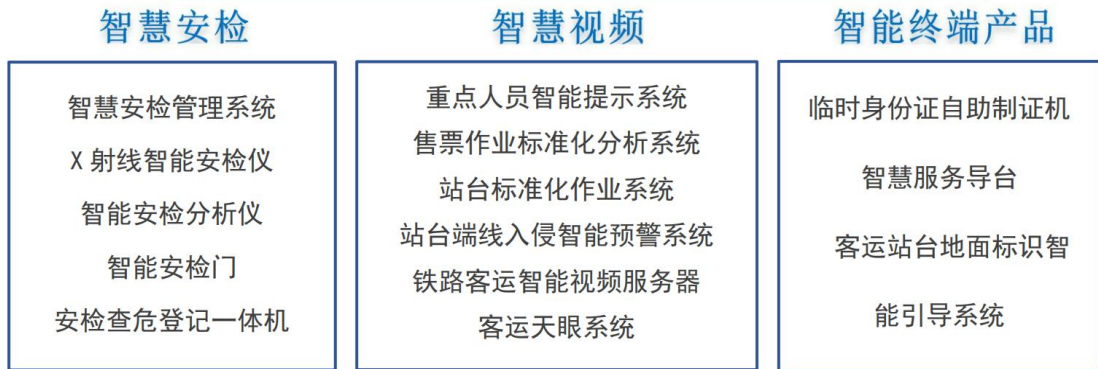 智慧安检
智慧安检管理系统
X射线智能安检仪
智能安检分析仪
智能安检门
安检查危登记一体机
智慧视频
重点人员智能提示系统
售票作业标准化分析系统
站台标准化作业系统
站台端线入侵智能预警系统
铁路客运智能视频服务器
客运天眼系统
智能终端产品
临时身份证自助制证机
智慧服务导台
客运站台地面标识智
能引导系统